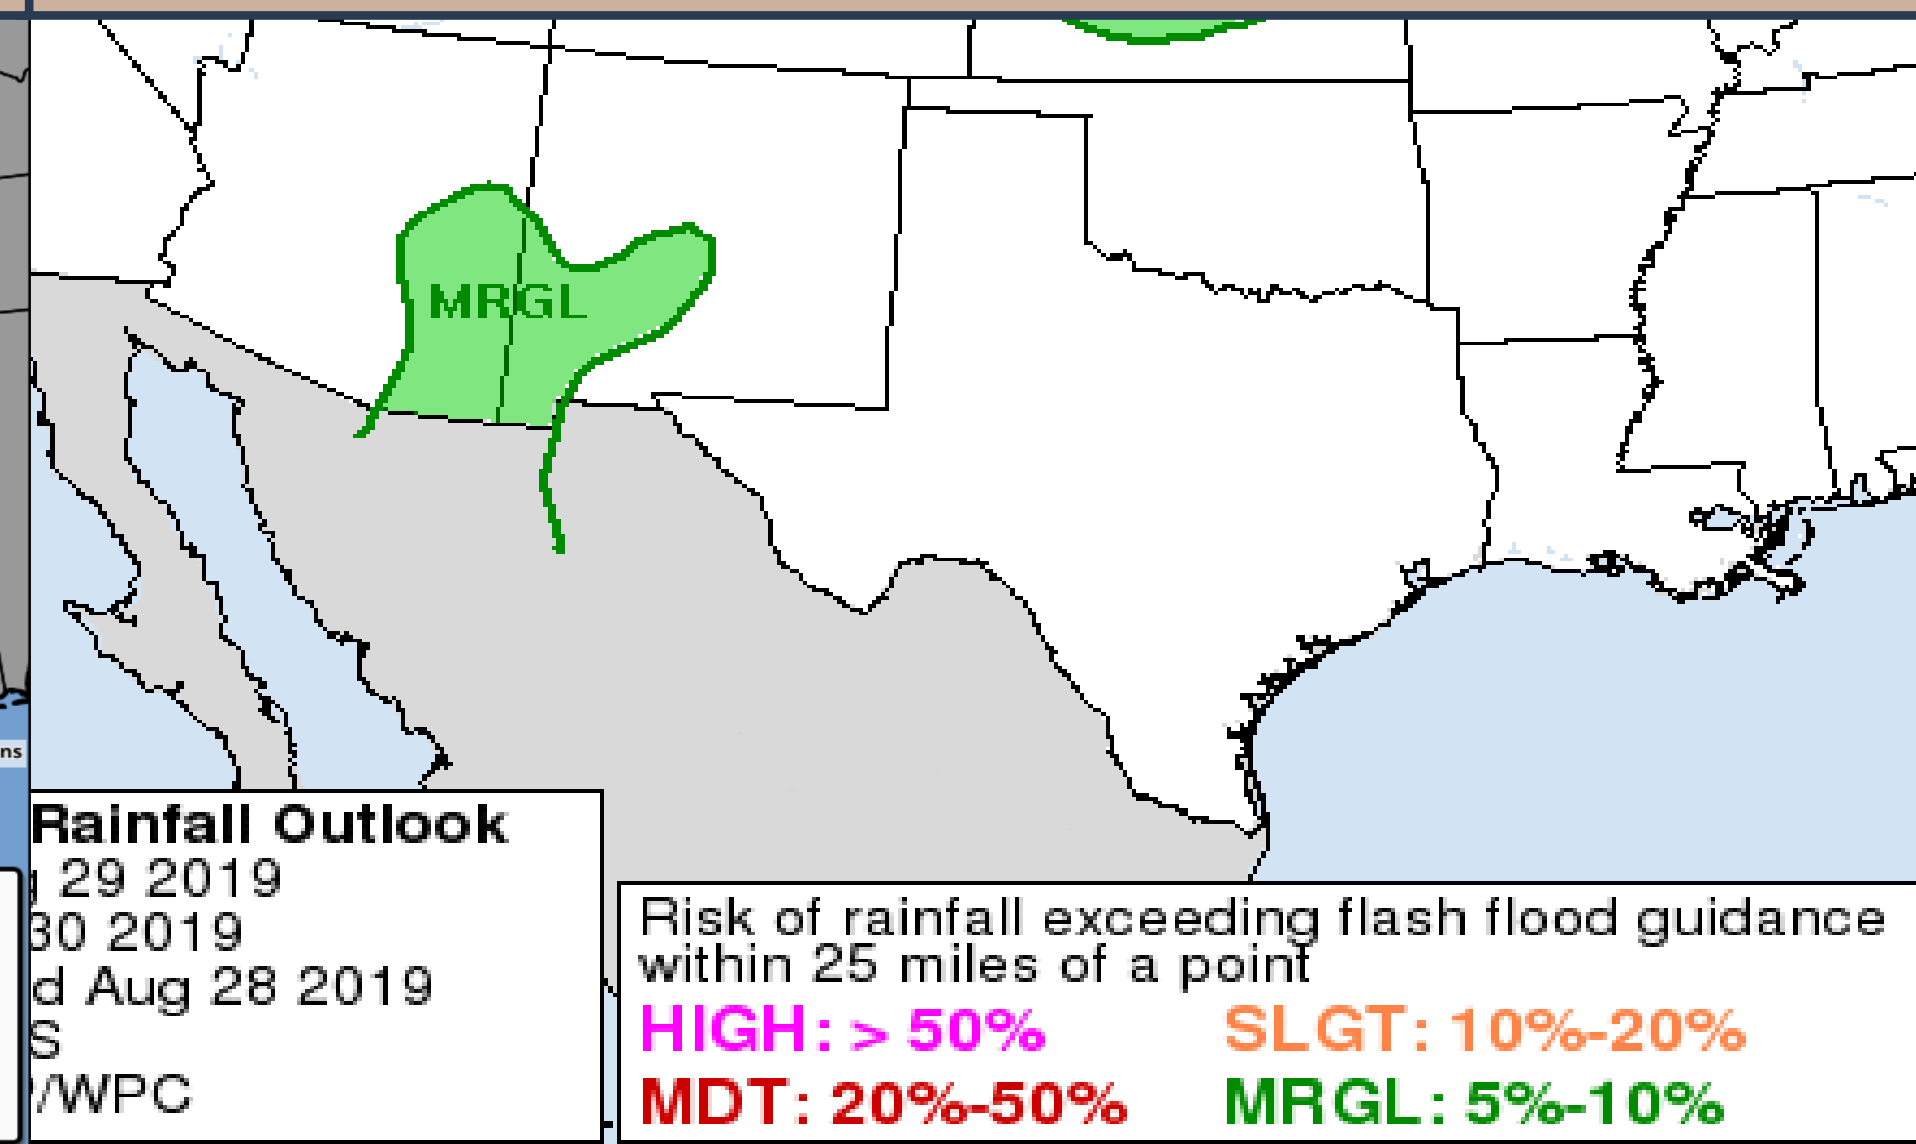 MRGL
ns
Rainfall Outlook
29 2019
30 2019
d Aug 28 2019
S
/WPC
Risk of rainfall exceeding flash flood guidance
within 25 miles of a point
HIGH: > 50% SLGT: 10%-20%
MDT: 20%-50% MRGL: 5%-10%